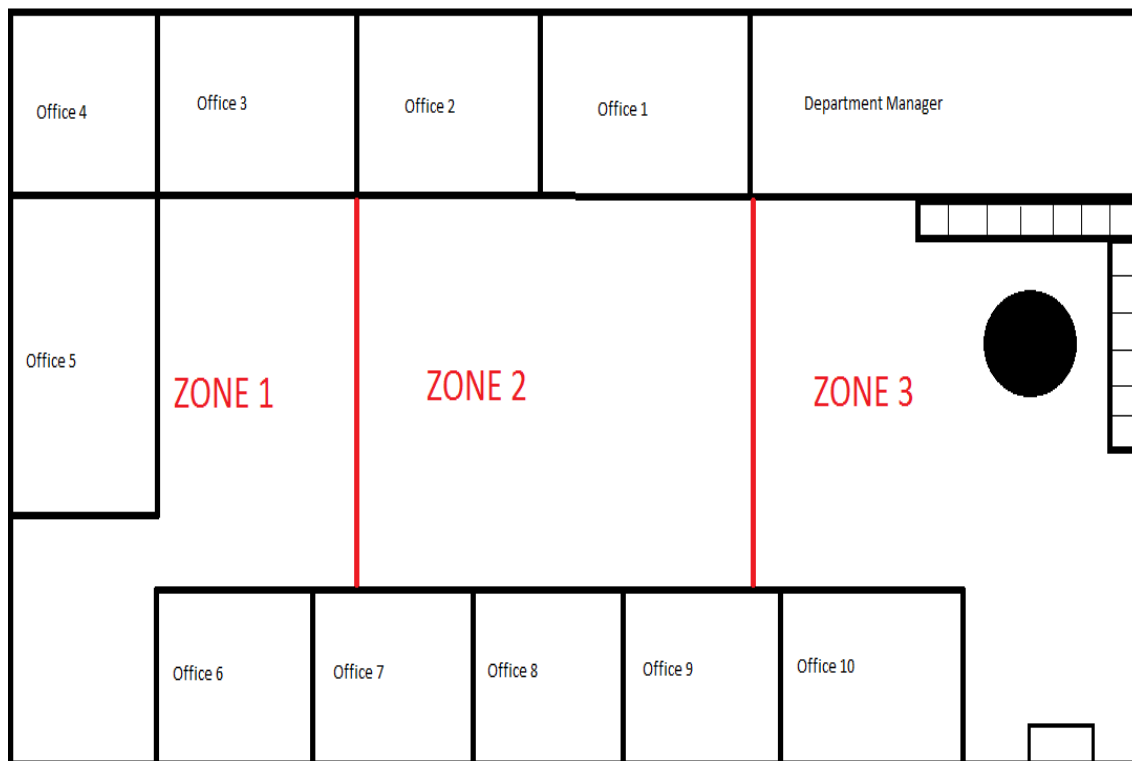 Office 4
Office 3
Office 2
Office 1
Department Manager
Office 5
ZONE 1
ZONE 2
ZONE 3
Office 6
Office 7
Office 8
Office 9
Office 10